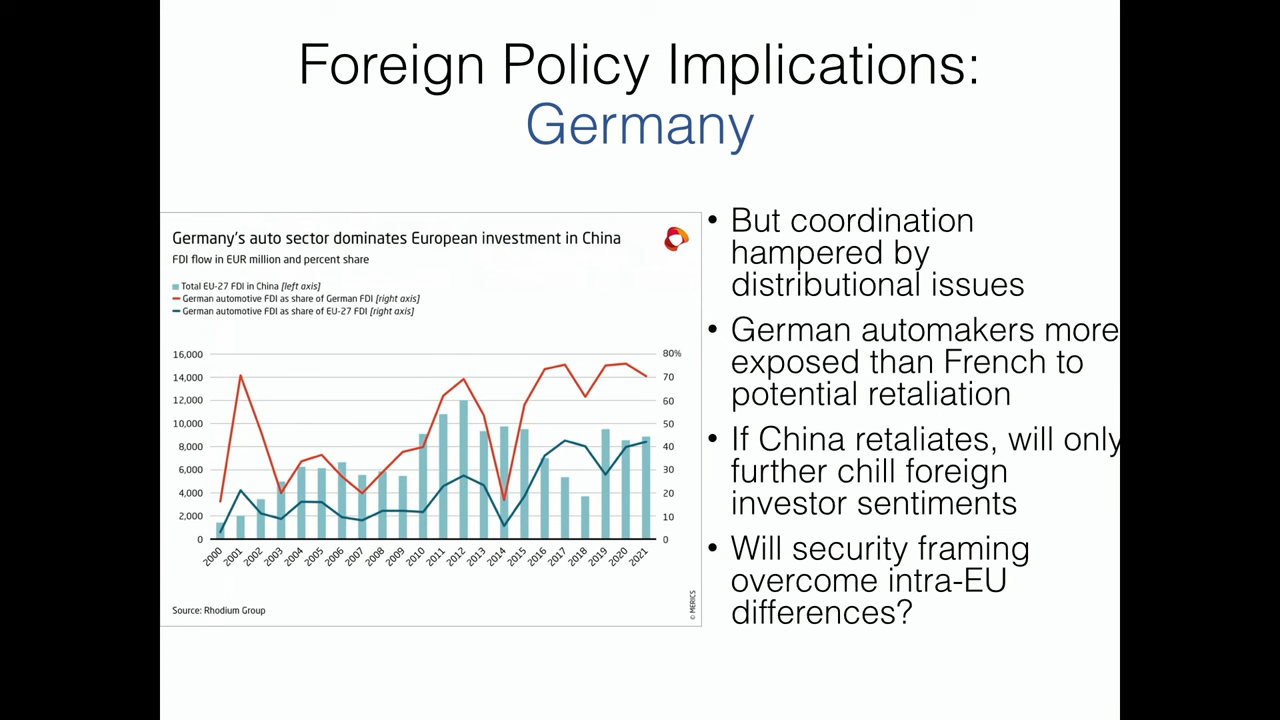 Foreign Policy Implications:
Germany
Germany's auto sector dominates European investment in China
FDI flow in EUR million and percent share
Total EU-27 FDI in China [left axis]
German automotive FDI as share of German FDI [right axis]
German automotive FDI as share of EU-27 FDI [right axis]
16,000
14,000
12,000
10,000
8,000
6,000
4,000
2,000
0
80%
70
60
50
40
30
20
10
0
2000
2001
2002
2003
2004
2005
2006
2007
2008
2009
2010
2011
2012
2013
2014
2015
2016
2017
2018
2019
2020
2021
Source: Rhodium Group
© MERICS
• But coordination
hampered by
distributional issues
• German automakers more
exposed than French to
potential retaliation
• If China retaliates, will only
further chill foreign
investor sentiments
• Will security framing
overcome intra-EU
differences?